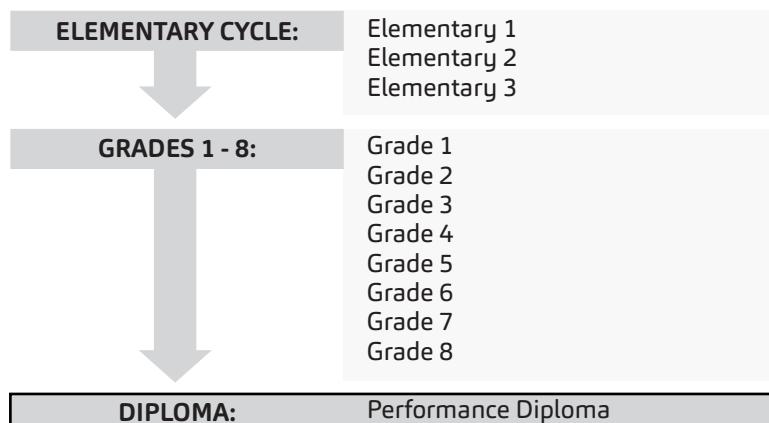 ELEMENTARY CYCLE: Elementary 1
Elementary 2
Elementary 3
GRADES 1 - 8: Grade 1
Grade 2
Grade 3
Grade 4
Grade 5
Grade 6
Grade 7
Grade 8
DIPLOMA: Performance Diploma